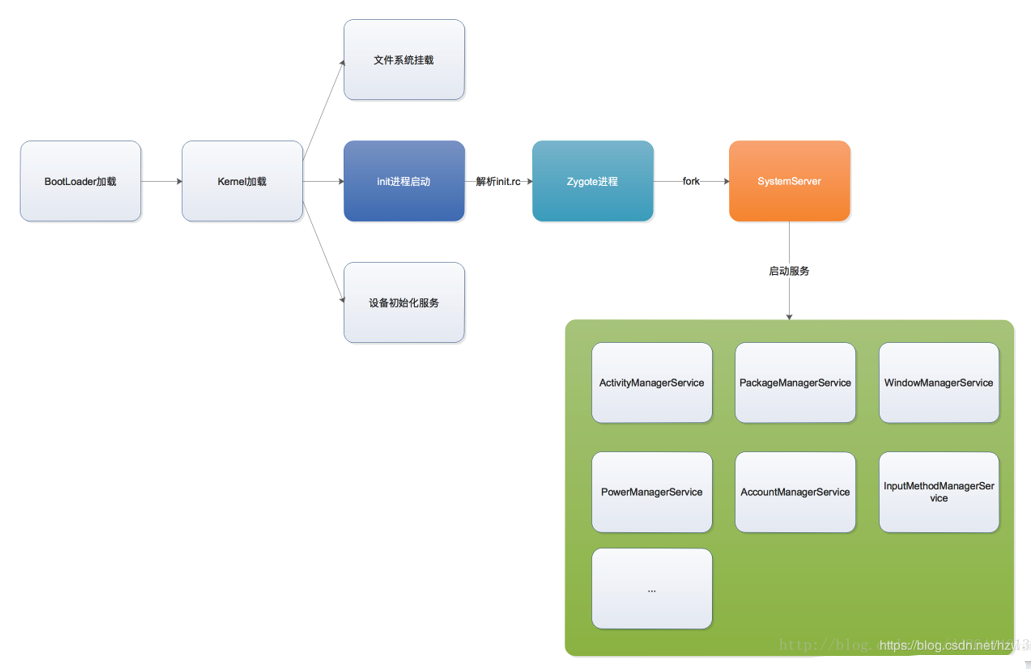 文件系统挂载
BootLoader加载
Kernel加载
init进程启动
解析init.rc
Zygote进程
fork
SystemServer
设备初始化服务
启动服务
ActivityManagerService
PackageManagerService
WindowManagerService
PowerManagerService
AccountManagerService
InputMethodManagerSer
vice
...
https://blog.csdn.net/hzw